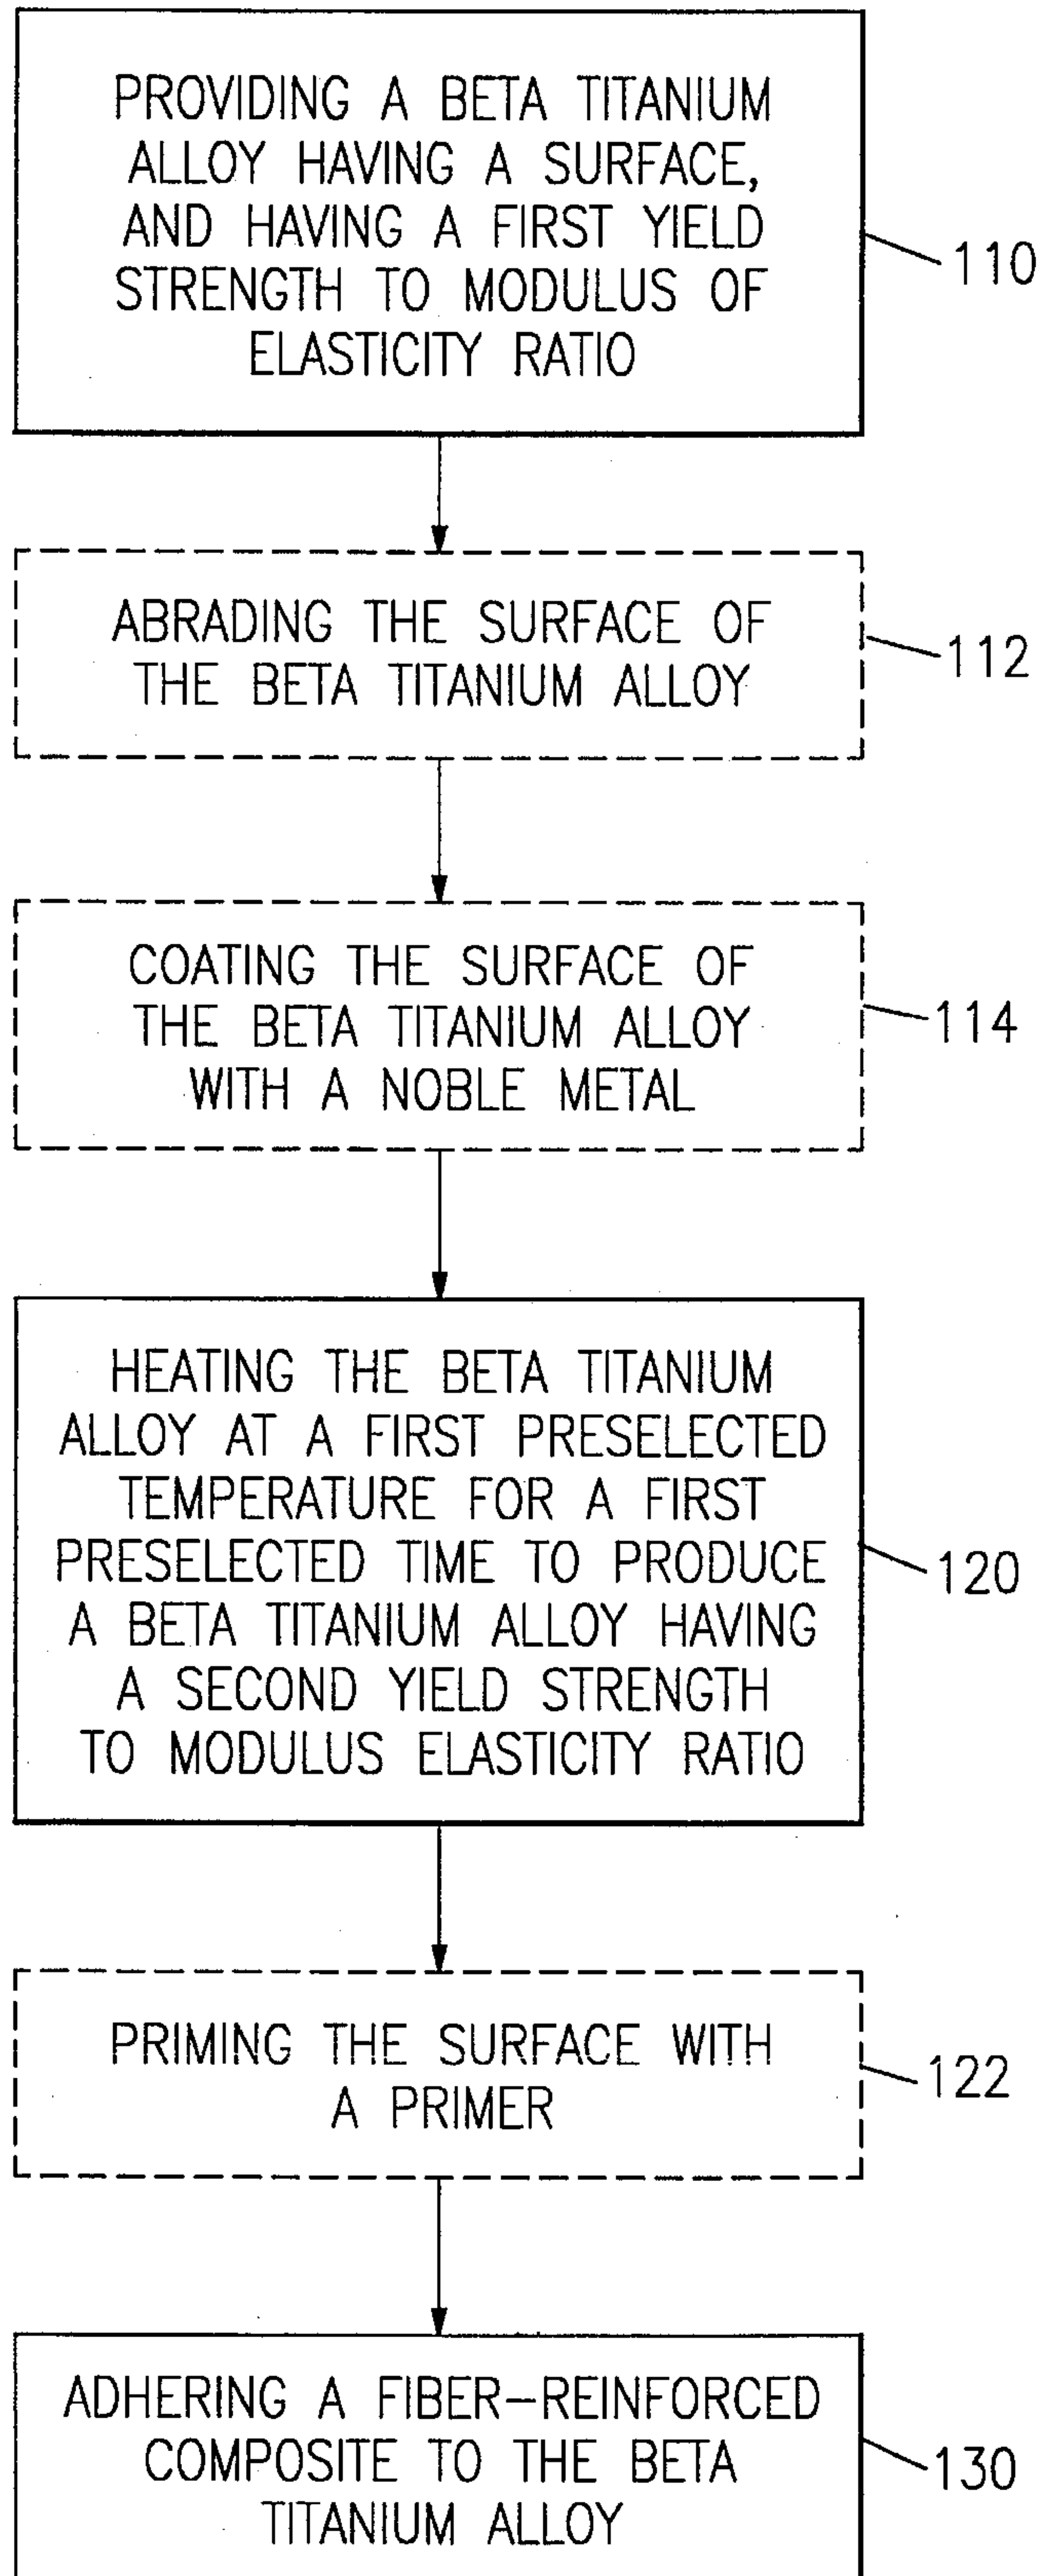 PROVIDING A BETA TITANIUM
ALLOY HAVING A SURFACE,
AND HAVING A FIRST YIELD
STRENGTH TO MODULUS OF
ELASTICITY RATIO
110
ABRADING THE SURFACE OF
THE BETA TITANIUM ALLOY
112
COATING THE SURFACE OF
THE BETA TITANIUM ALLOY
WITH A NOBLE METAL
114
HEATING THE BETA TITANIUM
ALLOY AT A FIRST PRESELECTED
TEMPERATURE FOR A FIRST
PRESELECTED TIME TO PRODUCE
A BETA TITANIUM ALLOY HAVING
A SECOND YIELD STRENGTH
TO MODULUS ELASTICITY RATIO
120
PRIMING THE SURFACE WITH
A PRIMER
122
ADHERING A FIBER-REINFORCED
COMPOSITE TO THE BETA
TITANIUM ALLOY
130